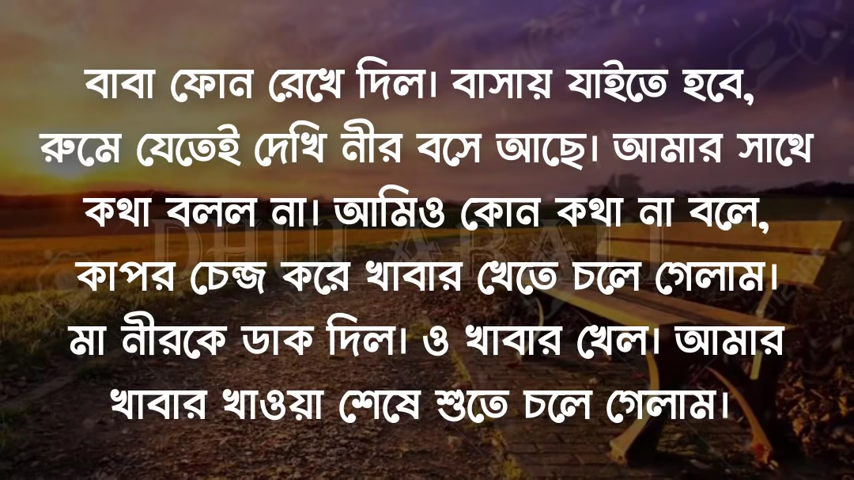 বাবা ফোন রেখে দিল। বাসায় যাইতে হবে,
রুমে যেতেই দেখি নীর বসে আছে। আমার সাথে
কথা বলল না। আমিও কোন কথা না বলে,
কাপর চেন্জ করে খাবার খেতে চলে গেলাম।
মা নীরকে ডাক দিল। ও খাবার খেল। আমার
খাবার খাওয়া শেষে শুতে চলে গেলাম।